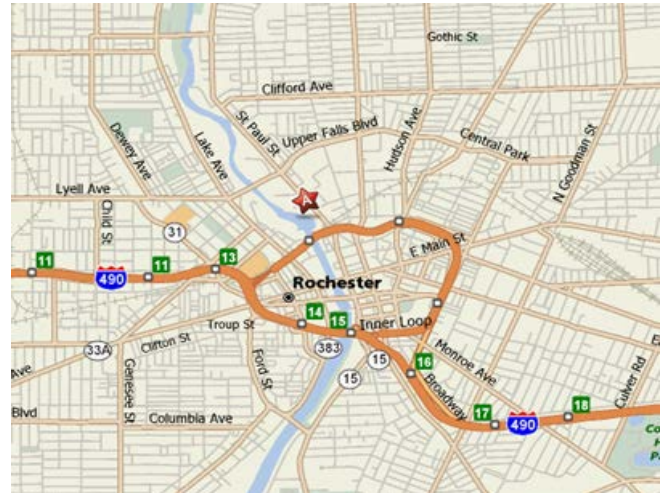 Gothic St
Clifford Ave
St Paul St
Upper Falls Blvd
Hudson Ave
Central Park
N Goodman St
Dewey Ave
Lake Ave
Lyell Ave
Child St
A
31
E Main St
11
490
11
13
Rochester
14
15
Inner Loop
Troup St
383
33A
Clifton St
Ford St
15
15
16
Monroe Ave
Broadway
Culver Rd
Ave
Genesee St
Blvd
Columbia Ave
17
490
18